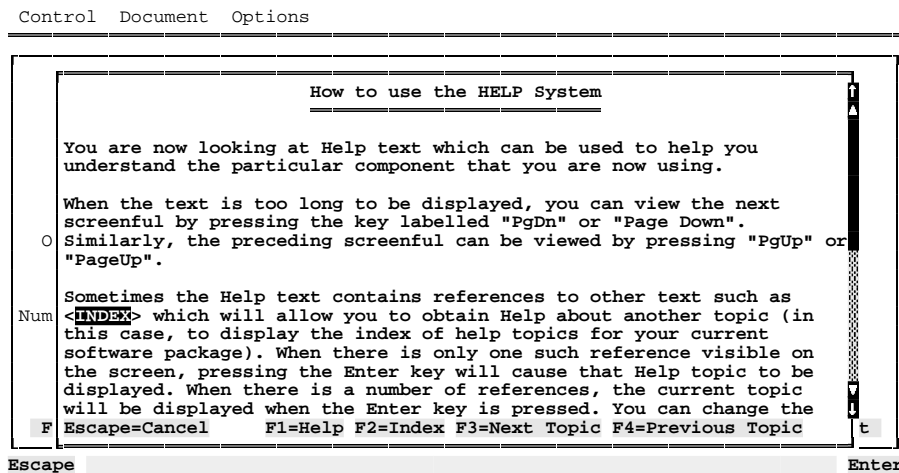 Control  Document  Options
How to use the HELP System
You are now looking at Help text which can be used to help you
understand the particular component that you are now using.
When the text is too long to be displayed, you can view the next
screenful by pressing the key labelled "PgDn" or "Page Down".
O Similarly, the preceding screenful can be viewed by pressing "PgUp" or
"PageUp".
Sometimes the Help text contains references to other text such as
Num <INDEX> which will allow you to obtain Help about another topic (in
this case, to display the index of help topics for your current
software package). When there is only one such reference visible on
the screen, pressing the Enter key will cause that Help topic to be
displayed. When there is a number of references, the current topic
will be displayed when the Enter key is pressed. You can change the
F Escape=Cancel  F1=Help F2=Index F3=Next Topic F4=Previous Topic  t
Escape  Enter